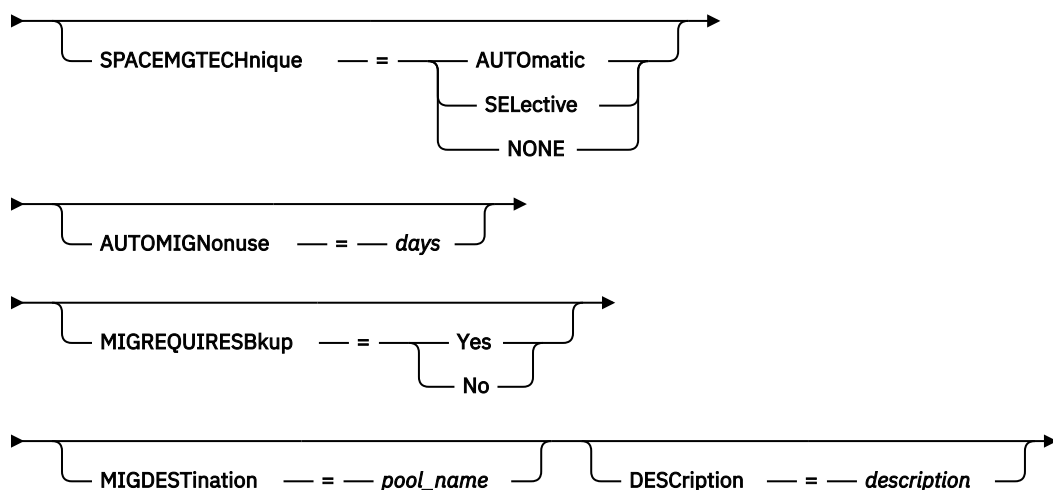 SPACEMGTECHnique = AUTOmatic
SELective
NONE
AUTOMIGNonuse = days
MIGREQUIRESBkup = Yes
No
MIGDESTination = pool_name DESCription = description